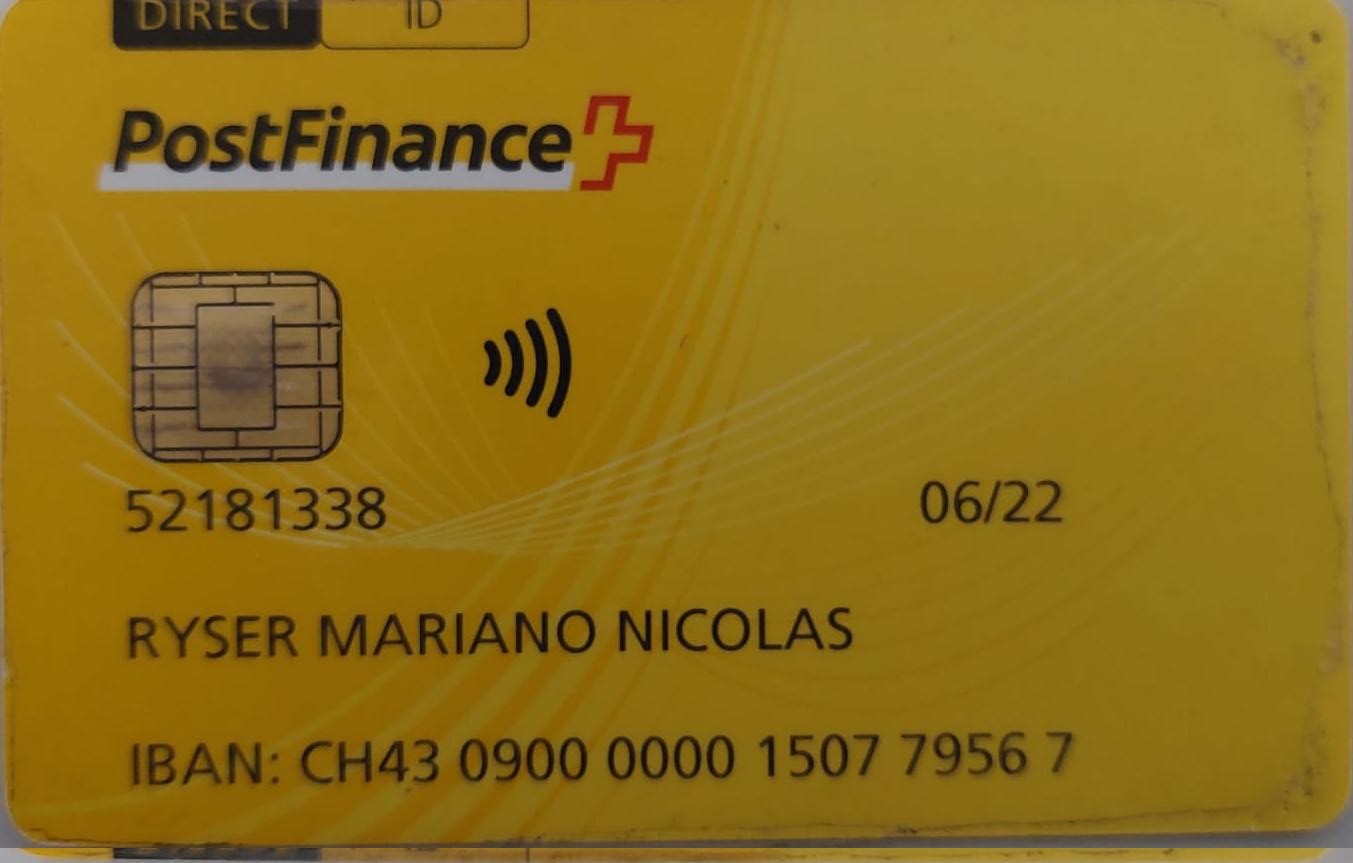 DIRECT ID
PostFinance
52181338 06/22
RYSER MARIANO NICOLAS
IBAN: CH43 0900 0000 1507 7956 7